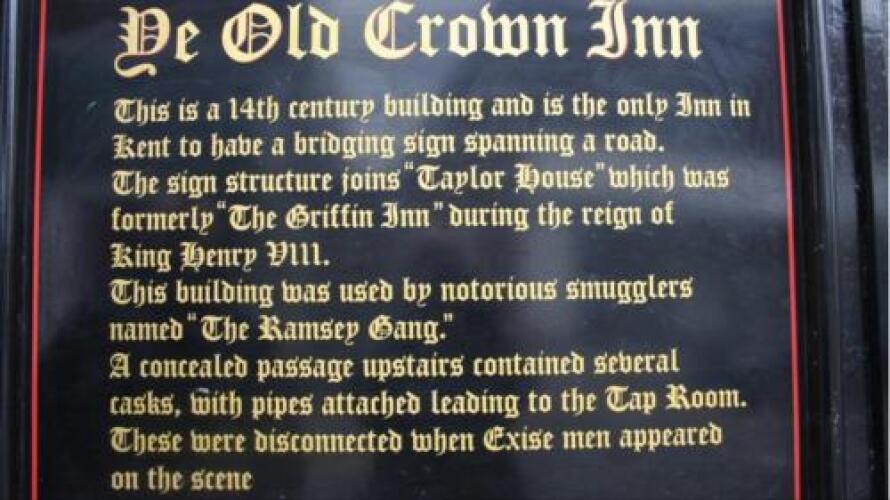 Ye Old Crown Inn
This is a 14th century building and is the only Inn in
Kent to have a bridging sign spanning a road.
The sign structure joins "Taylor House" which was
formerly "The Griffin Inn" during the reign of
King Henry VIII.
This building was used by notorious smugglers
named "The Ramsey Gang."
A concealed passage upstairs contained several
casks, with pipes attached leading to the Tap Room.
These were disconnected when Exise men appeared
on the scene